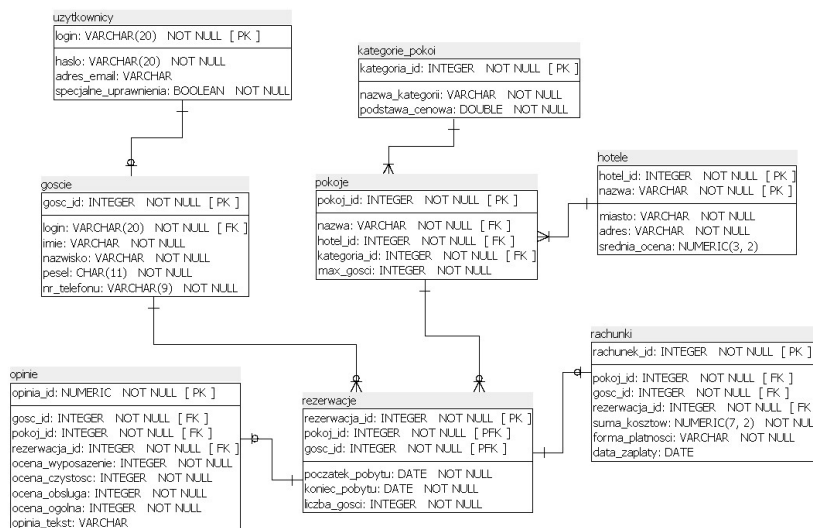 uzytkownicy
login: VARCHAR(20) NOT NULL [ PK ]
haslo: VARCHAR(20) NOT NULL
adres_email: VARCHAR
specjalne_uprawnienia: BOOLEAN NOT NULL
kategorie_pokoi
kategoria_id: INTEGER NOT NULL [ PK ]
nazwa_kategorii: VARCHAR NOT NULL
podstawa_cenowa: DOUBLE NOT NULL
goscie
gosc_id: INTEGER NOT NULL [ PK ]
login: VARCHAR(20) NOT NULL [ FK ]
imie: VARCHAR NOT NULL
nazwisko: VARCHAR NOT NULL
pesel: CHAR(11) NOT NULL
nr_telefonu: VARCHAR(9) NOT NULL
pokoje
pokoj_id: INTEGER NOT NULL [ PK ]
nazwa: VARCHAR NOT NULL [ FK ]
hotel_id: INTEGER NOT NULL [ FK ]
kategoria_id: INTEGER NOT NULL [ FK ]
max_gosci: INTEGER NOT NULL
hotele
hotel_id: INTEGER NOT NULL [ PK ]
nazwa: VARCHAR NOT NULL [ PK ]
miasto: VARCHAR NOT NULL
adres: VARCHAR NOT NULL
srednia_ocena: NUMERIC(3, 2)
opinie
opinia_id: NUMERIC NOT NULL [ PK ]
gosc_id: INTEGER NOT NULL [ FK ]
pokoj_id: INTEGER NOT NULL [ FK ]
rezerwacja_id: INTEGER NOT NULL [ FK ]
ocena_wyposazenie: INTEGER NOT NULL
ocena_czystosc: INTEGER NOT NULL
ocena_obsluga: INTEGER NOT NULL
ocena_ogolna: INTEGER NOT NULL
opinia_tekst: VARCHAR
rezerwacje
rezerwacja_id: INTEGER NOT NULL [ PK ]
pokoj_id: INTEGER NOT NULL [ PFK ]
gosc_id: INTEGER NOT NULL [ PFK ]
poczatek_pobytu: DATE NOT NULL
koniec_pobytu: DATE NOT NULL
liczba_gosci: INTEGER NOT NULL
rachunki
rachunek_id: INTEGER NOT NULL [ PK ]
pokoj_id: INTEGER NOT NULL [ FK ]
gosc_id: INTEGER NOT NULL [ FK ]
rezerwacja_id: INTEGER NOT NULL [ FK
suma_kosztow: NUMERIC(7, 2) NOT NUL
forma_platnosci: VARCHAR NOT NULL
data_zaplaty: DATE